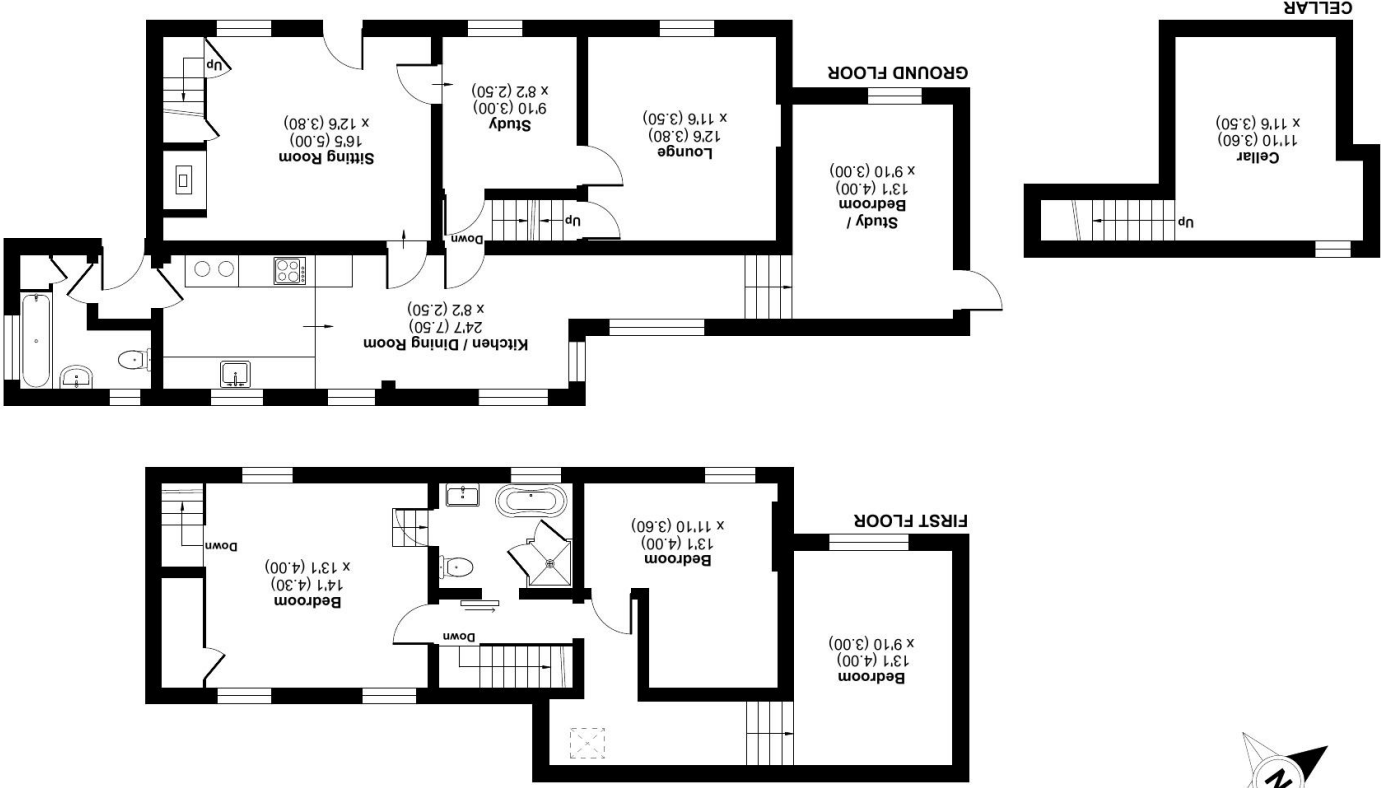 N
Bedroom
13'1 (4.00)
x 9'10 (3.00)
Down
Bedroom
14'1 (4.30)
x 13'1 (4.00)
Bedroom
13'1 (4.00)
x 11'10 (3.60)
Down
FIRST FLOOR
Kitchen / Dining Room
24'7 (7.50)
x 8'2 (2.50)
Down
Up
Up
Study /
Bedroom
13'1 (4.00)
x 9'10 (3.00)
Cellar
11'10 (3.60)
x 11'6 (3.50)
Lounge
12'6 (3.80)
x 11'6 (3.50)
Sitting Room
16'5 (5.00)
x 12'6 (3.80)
Study
9'10 (3.00)
x 8'2 (2.50)
Up
GROUND FLOOR
CELLAR